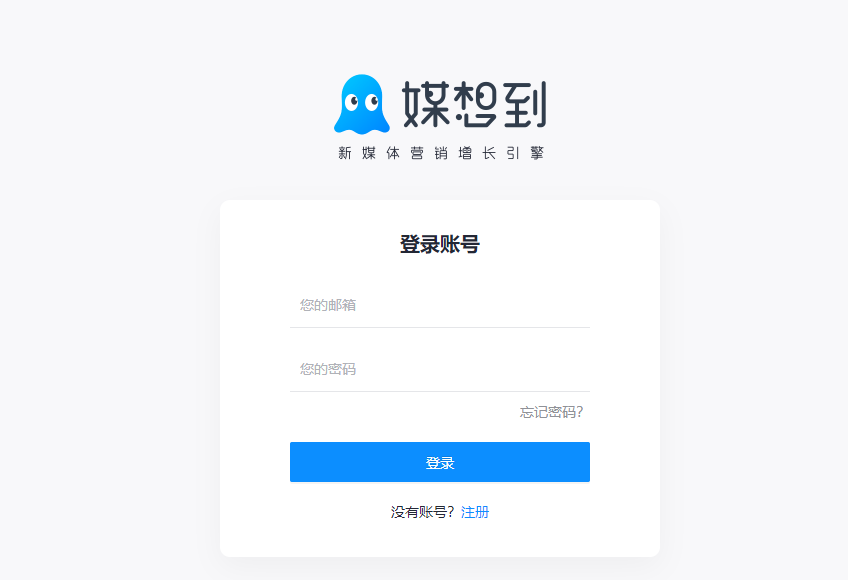 媒想到
新媒体营销增长引擎
登录账号
您的邮箱
您的密码
忘记密码？
登录
没有账号？注册